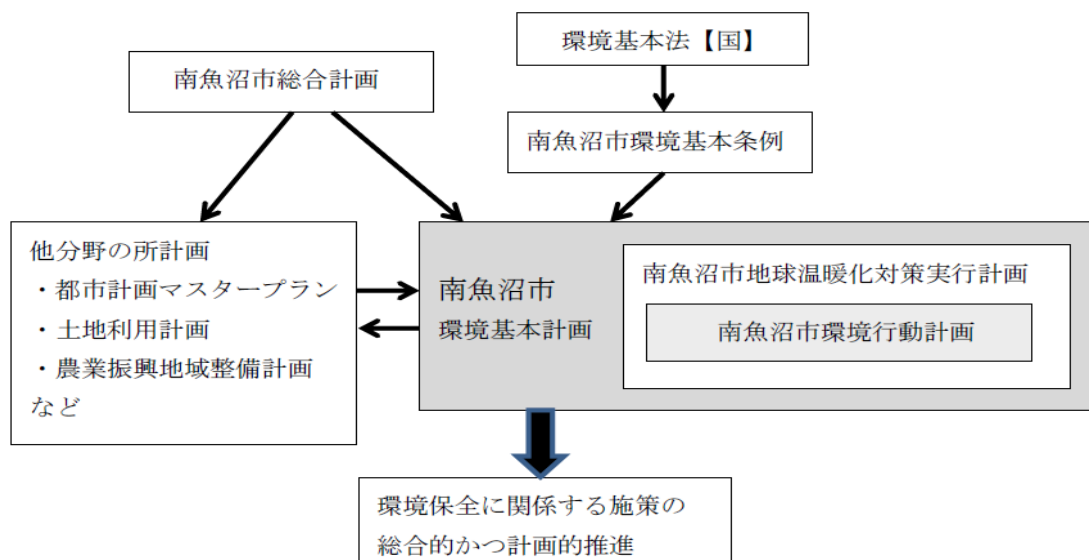 環境基本法【国】
南魚沼市総合計画
南魚沼市環境基本条例
他分野の所計画
・都市計画マスタープラン
・土地利用計画
・農業振興地域整備計画
など
南魚沼市
環境基本計画
南魚沼市地球温暖化対策実行計画
南魚沼市環境行動計画
環境保全に関係する施策の
総合的かつ計画的推進